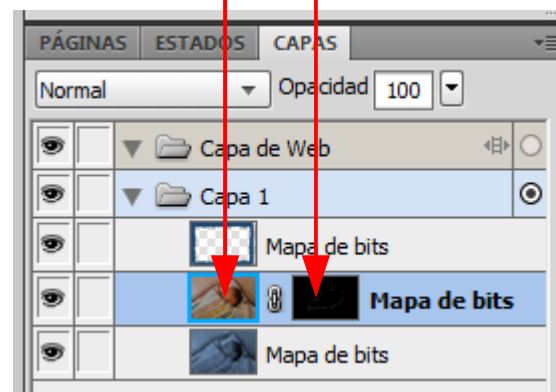 PÁGINAS ESTADOS CAPAS
Normal Opacidad 100
Capa de Web
Capa 1
Mapa de bits
Mapa de bits
Mapa de bits